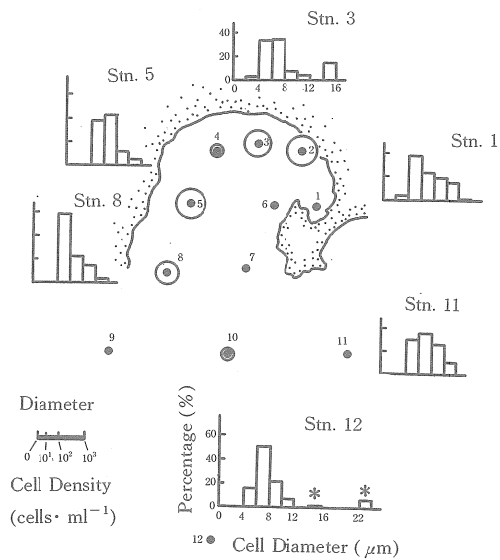 Stn. 3
40
20
0
0 4 8 12 16
Stn. 5
Stn. 1
4
3
2
Stn. 8
5
6
1
8
7
Stn. 11
9
10
11
Diameter
0 10¹ 10² 10³
Cell Density
(cells· ml⁻¹)
Percentage (%)
Stn. 12
60
40
20
0
* *
0 4 8 12 22
12
Cell Diameter (μm)